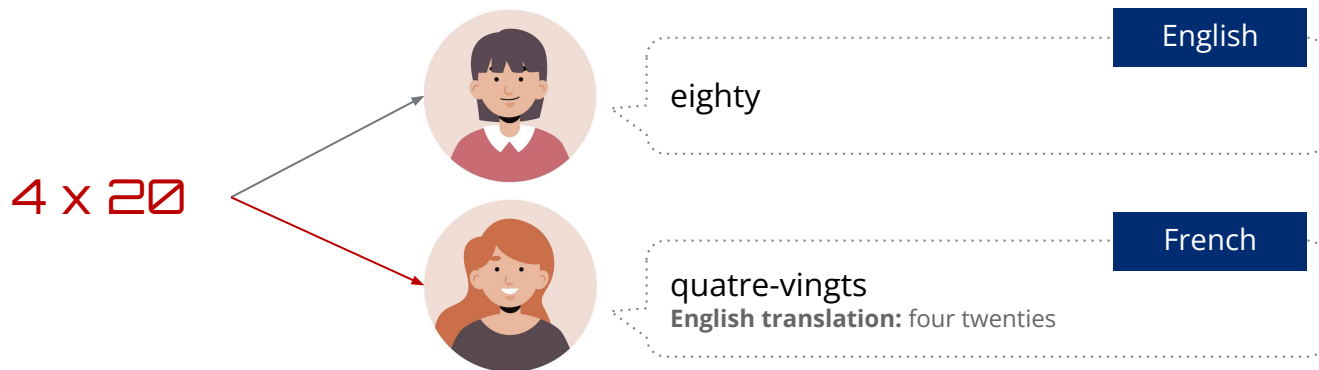 English
eighty
4 x 20
French
quatre-vingts
English translation: four twenties